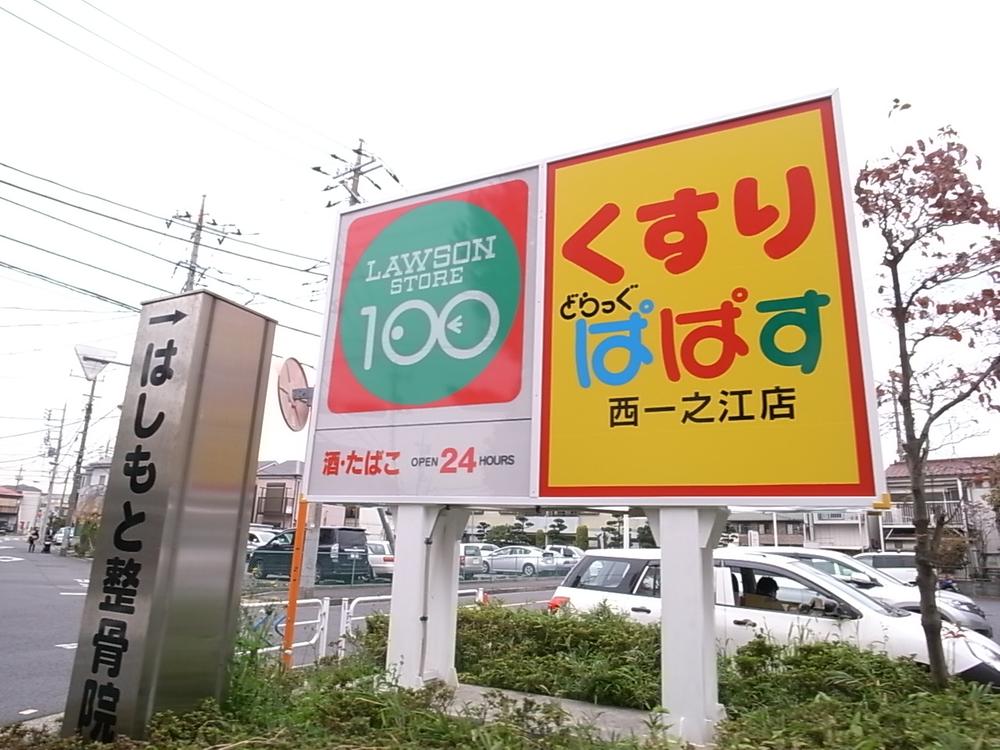 →はしもと整骨院
LAWSON
STORE
100
酒・たばこ OPEN 24 HOURS
くすり
どらっぐ
ぱぱす
西一之江店